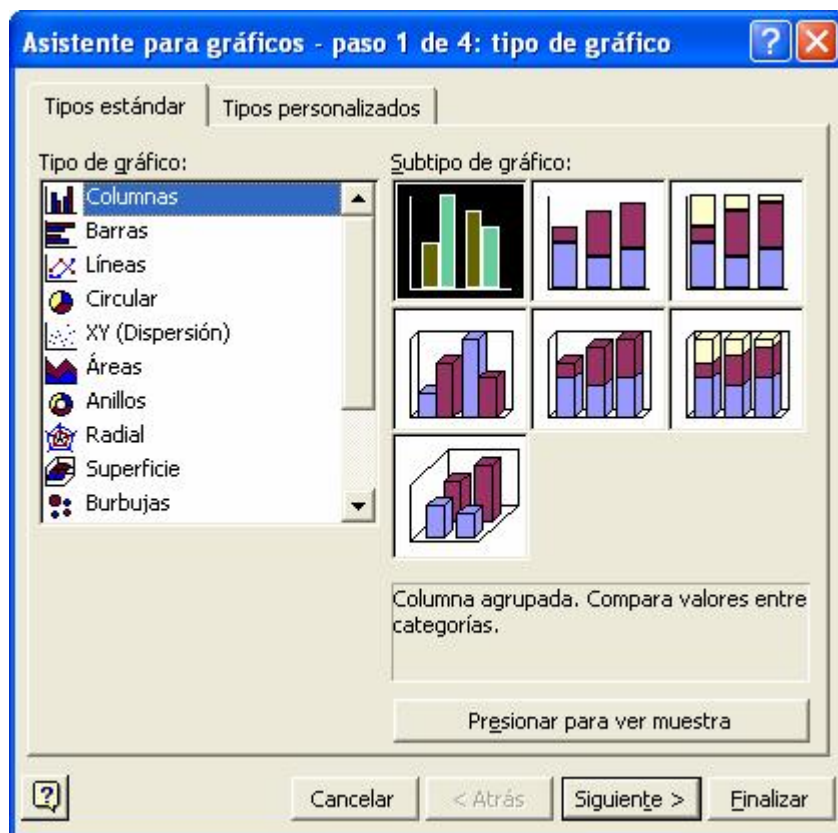 Asistente para gráficos - paso 1 de 4: tipo de gráfico
Tipos estándar
Tipos personalizados
Tipo de gráfico:
Columnas
Barras
Líneas
Circular
XY (Dispersión)
Áreas
Anillos
Radial
Superficie
Burbujas
Subtipo de gráfico:
Columna agrupada. Compara valores entre
categorías.
Presionar para ver muestra
Cancelar
< Atrás
Siguiente >
Finalizar